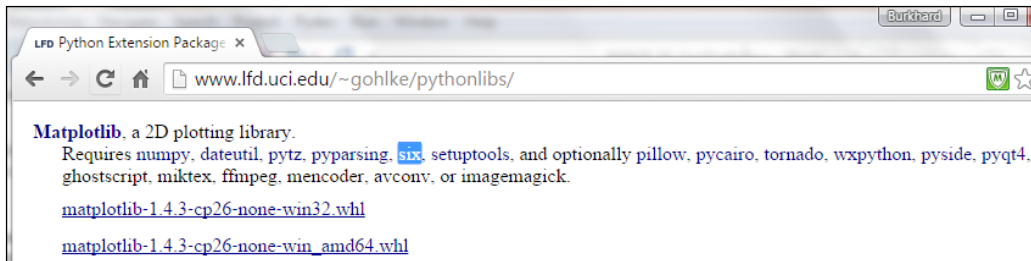 Burkhard
LFD Python Extension Package
www.lfd.uci.edu/~gohlke/pythonlibs/
Matplotlib, a 2D plotting library.
Requires numpy, dateutil, pytz, pyparsing, six, setuptools, and optionally pillow, pycairo, tornado, wxpython, pyside, pyqt4,
ghostscript, miktex, ffmpeg, mencoder, avconv, or imagemagick.
matplotlib-1.4.3-cp26-none-win32.whl
matplotlib-1.4.3-cp26-none-win_amd64.whl